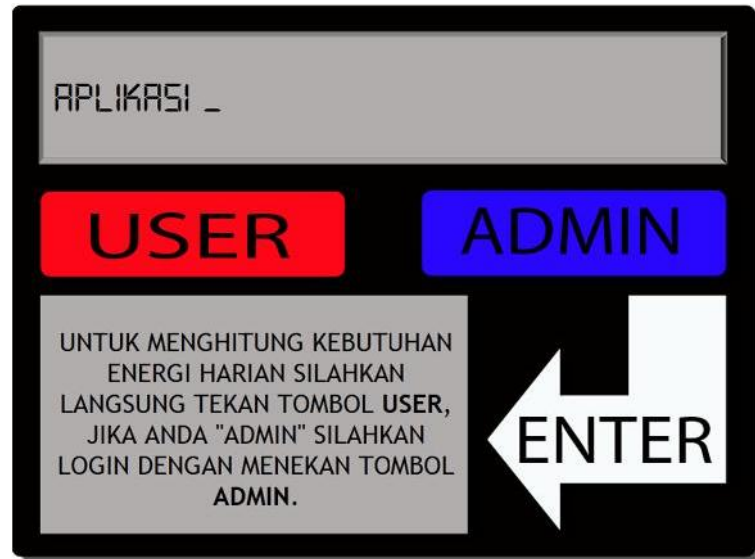 APLIKASI _
USER
ADMIN
UNTUK MENGHITUNG KEBUTUHAN
ENERGI HARIAN SILAHKAN
LANGSUNG TEKAN TOMBOL USER,
JIKA ANDA "ADMIN" SILAHKAN
LOGIN DENGAN MENEKAN TOMBOL
ADMIN.
ENTER